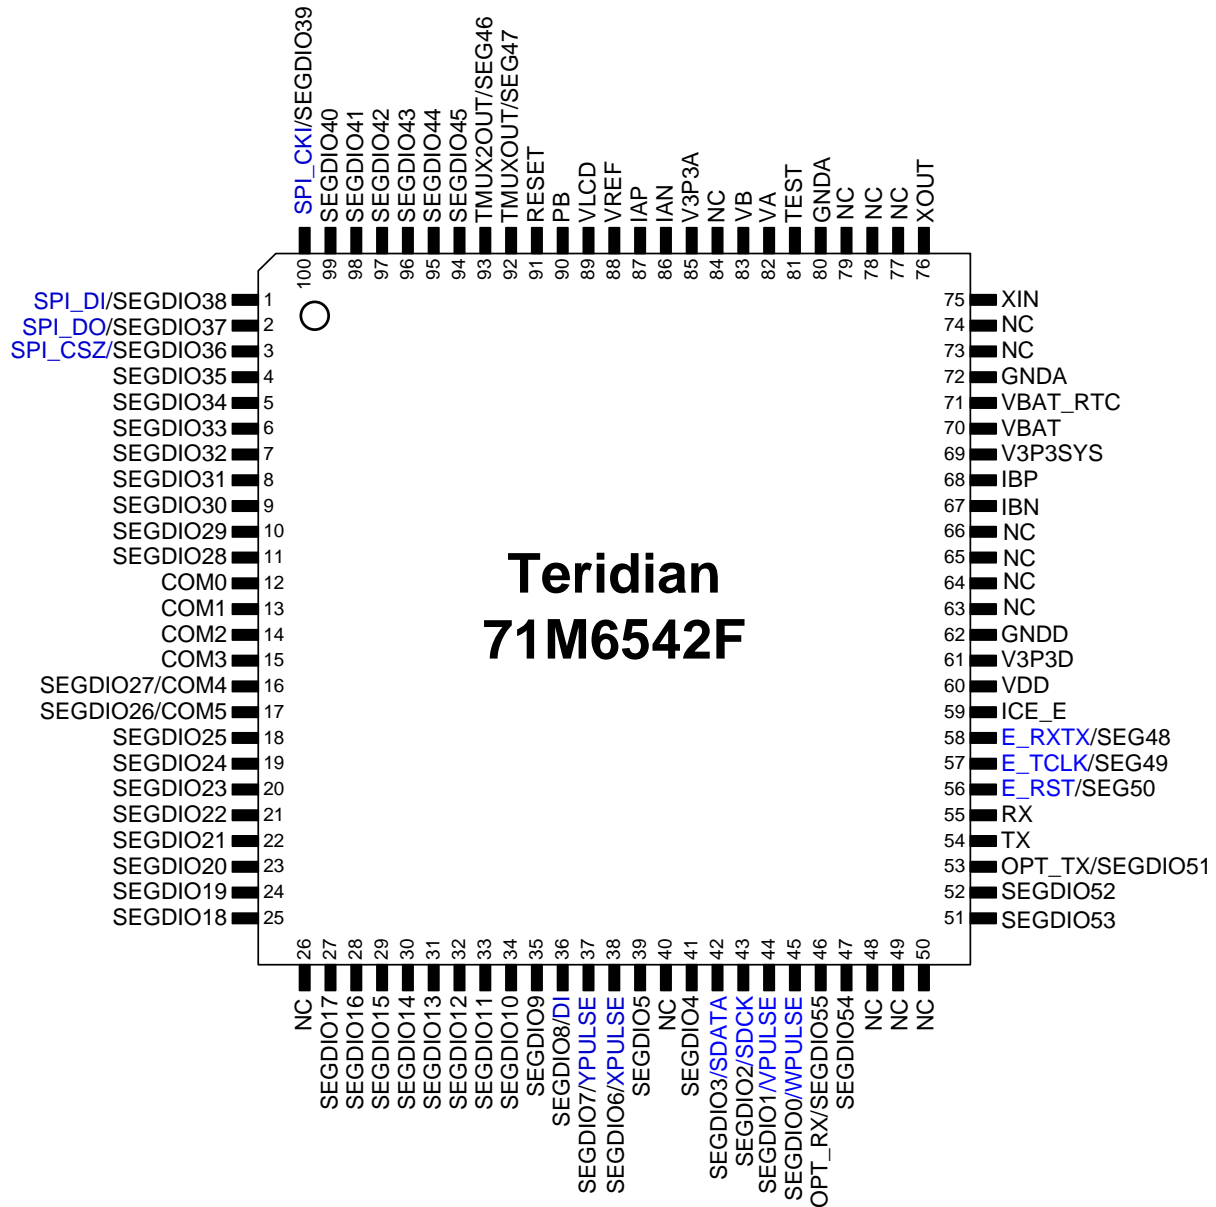 SPI_CKI/SEGDIO39
SEGDIO40
SEGDIO41
SEGDIO42
SEGDIO43
SEGDIO44
SEGDIO45
TMUX2OUT/SEG46
TMUXOUT/SEG47
RESET
PB
VLCD
VREF
IAP
IAN
V3P3A
NC
VB
VA
TEST
GNDA
NC
NC
NC
XOUT
100
99
98
97
96
95
94
93
92
91
90
89
88
87
86
85
84
83
82
81
80
79
78
77
76
SPI_DI/SEGDIO38 1
SPI_DO/SEGDIO37 2
SPI_CSZ/SEGDIO36 3
SEGDIO35 4
SEGDIO34 5
SEGDIO33 6
SEGDIO32 7
SEGDIO31 8
SEGDIO30 9
SEGDIO29 10
SEGDIO28 11
COM0 12
COM1 13
COM2 14
COM3 15
SEGDIO27/COM4 16
SEGDIO26/COM5 17
SEGDIO25 18
SEGDIO24 19
SEGDIO23 20
SEGDIO22 21
SEGDIO21 22
SEGDIO20 23
SEGDIO19 24
SEGDIO18 25
Teridian
71M6542F
75 XIN
74 NC
73 NC
72 GNDA
71 VBAT_RTC
70 VBAT
69 V3P3SYS
68 IBP
67 IBN
66 NC
65 NC
64 NC
63 NC
62 GNDD
61 V3P3D
60 VDD
59 ICE_E
58 E_RXTX/SEG48
57 E_TCLK/SEG49
56 E_RST/SEG50
55 RX
54 TX
53 OPT_TX/SEGDIO51
52 SEGDIO52
51 SEGDIO53
26
27
28
29
30
31
32
33
34
35
36
37
38
39
40
41
42
43
44
45
46
47
48
49
50
NC
SEGDIO17
SEGDIO16
SEGDIO15
SEGDIO14
SEGDIO13
SEGDIO12
SEGDIO11
SEGDIO10
SEGDIO9
SEGDIO8/DI
SEGDIO7/YPULSE
SEGDIO6/XPULSE
SEGDIO5
NC
SEGDIO4
SEGDIO3/SDATA
SEGDIO2/SDCK
SEGDIO1/VPULSE
SEGDIO0/WPULSE
OPT_RX/SEGDIO55
SEGDIO54
NC
NC
NC